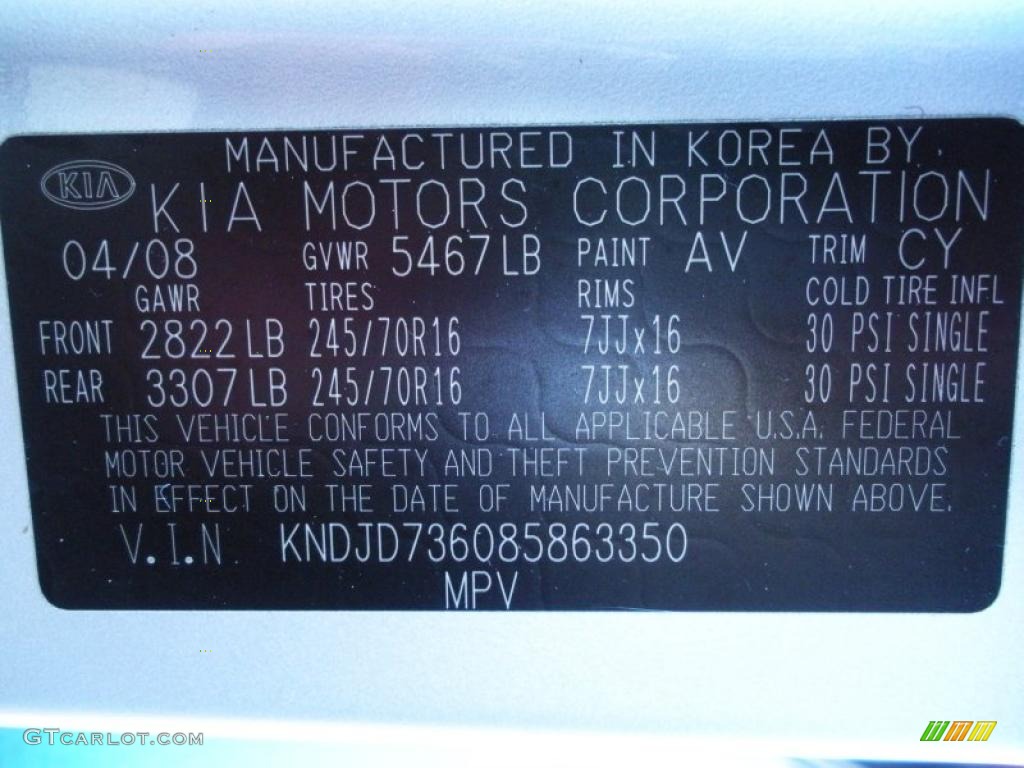 MANUFACTURED IN KOREA BY.
KIA
KIA MOTORS CORPORATION
04/08 GVWR 5467LB PAINT AV TRIM CY
GAWR TIRES RIMS COLD TIRE INFL
FRONT 2822LB 245/70R16 7JJx16 30 PSI SINGLE
REAR 3307LB 245/70R16 7JJx16 30 PSI SINGLE
THIS VEHICLE CONFORMS TO ALL APPLICABLE U.S.A. FEDERAL
MOTOR VEHICLE SAFETY AND THEFT PREVENTION STANDARDS
IN EFFECT ON THE DATE OF MANUFACTURE SHOWN ABOVE.
V.I.N KNDJD736085863350
MPV
GTCARLOT.COM